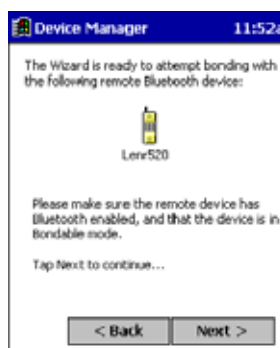 Device Manager 11:52a
The Wizard is ready to attempt bonding with
the following remote Bluetooth device:
Lenr520
Please make sure the remote device has
Bluetooth enabled, and that the device is in
Bondable mode.
Tap Next to continue...
< Back Next >